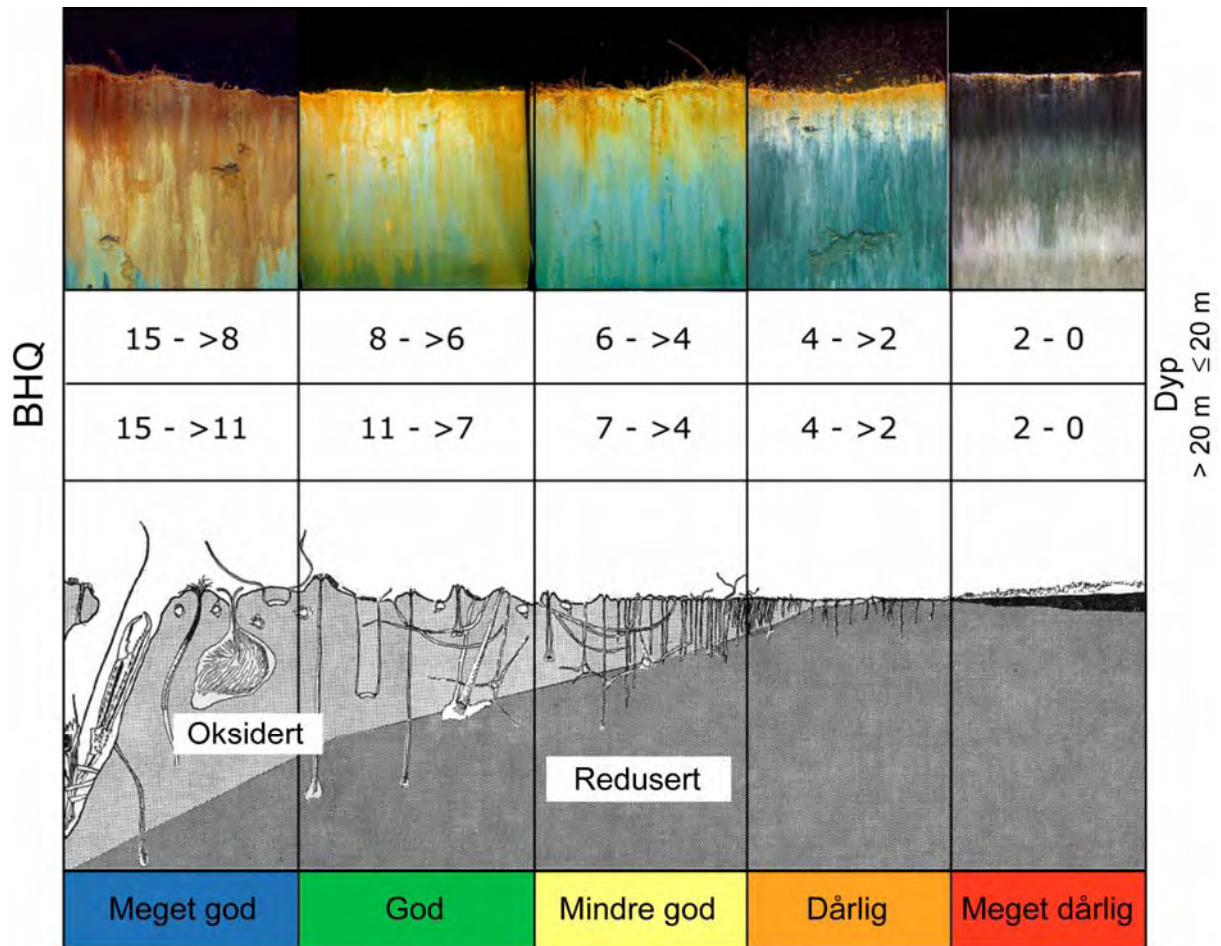 BHQ
15 - >8
8 - >6
6 - >4
4 - >2
2 - 0
15 - >11
11 - >7
7 - >4
4 - >2
2 - 0
Dyp
> 20 m ≤ 20 m
Oksidert
Redusert
Meget god
God
Mindre god
Dårlig
Meget dårlig